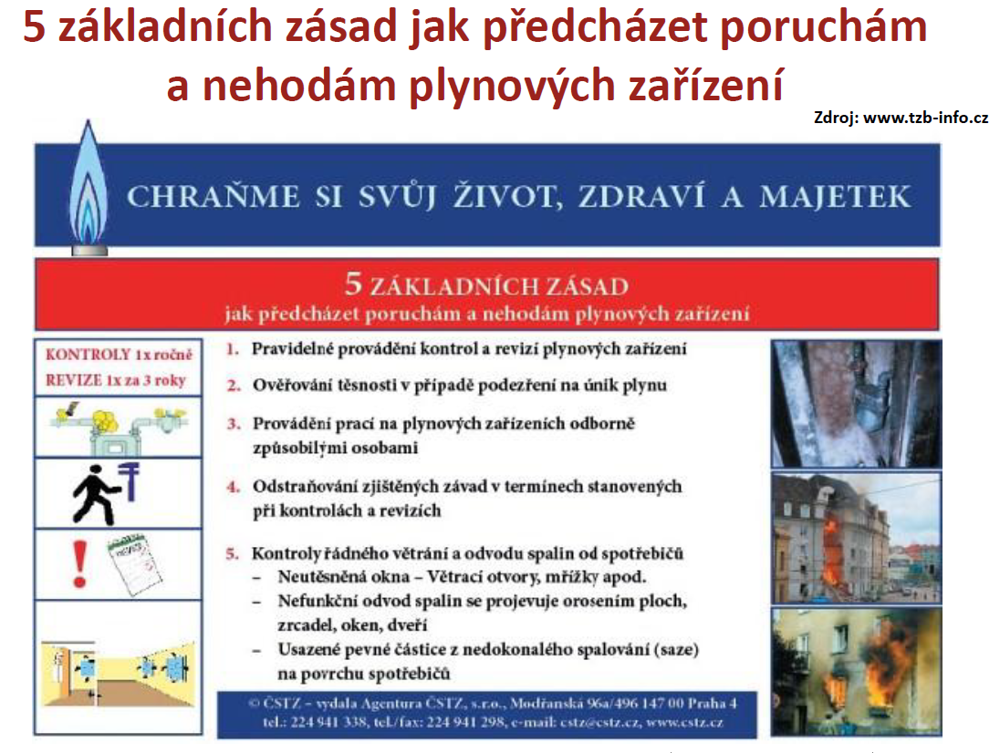 5 základních zásad jak předcházet poruchám
a nehodám plynových zařízení
Zdroj: www.tzb-info.cz
CHRAŇME SI SVŮJ ŽIVOT, ZDRAVÍ A MAJETEK
5 ZÁKLADNÍCH ZÁSAD
jak předcházet poruchám a nehodám plynových zařízení
KONTROLY 1x ročně
REVIZE 1x za 3 roky
1. Pravidelné provádění kontrol a revizí plynových zařízení
2. Ověřování těsnosti v případě podezření na únik plynu
3. Provádění prací na plynových zařízeních odborně
způsobilými osobami
4. Odstraňování zjištěných závad v termínech stanovených
při kontrolách a revizích
5. Kontroly řádného větrání a odvodu spalin od spotřebičů
– Neutěsněná okna – Větrací otvory, mřížky apod.
– Nefunkční odvod spalin se projevuje orosením ploch,
zrcadel, oken, dveří
– Usazené pevné částice z nedokonalého spalování (saze)
na povrchu spotřebičů
© ČSTZ – vydala Agentura ČSTZ, s.r.o., Modřanská 96a/496 147 00 Praha 4
tel.: 224 941 338, tel./fax: 224 941 298, e-mail: cstz@cstz.cz, www.cstz.cz